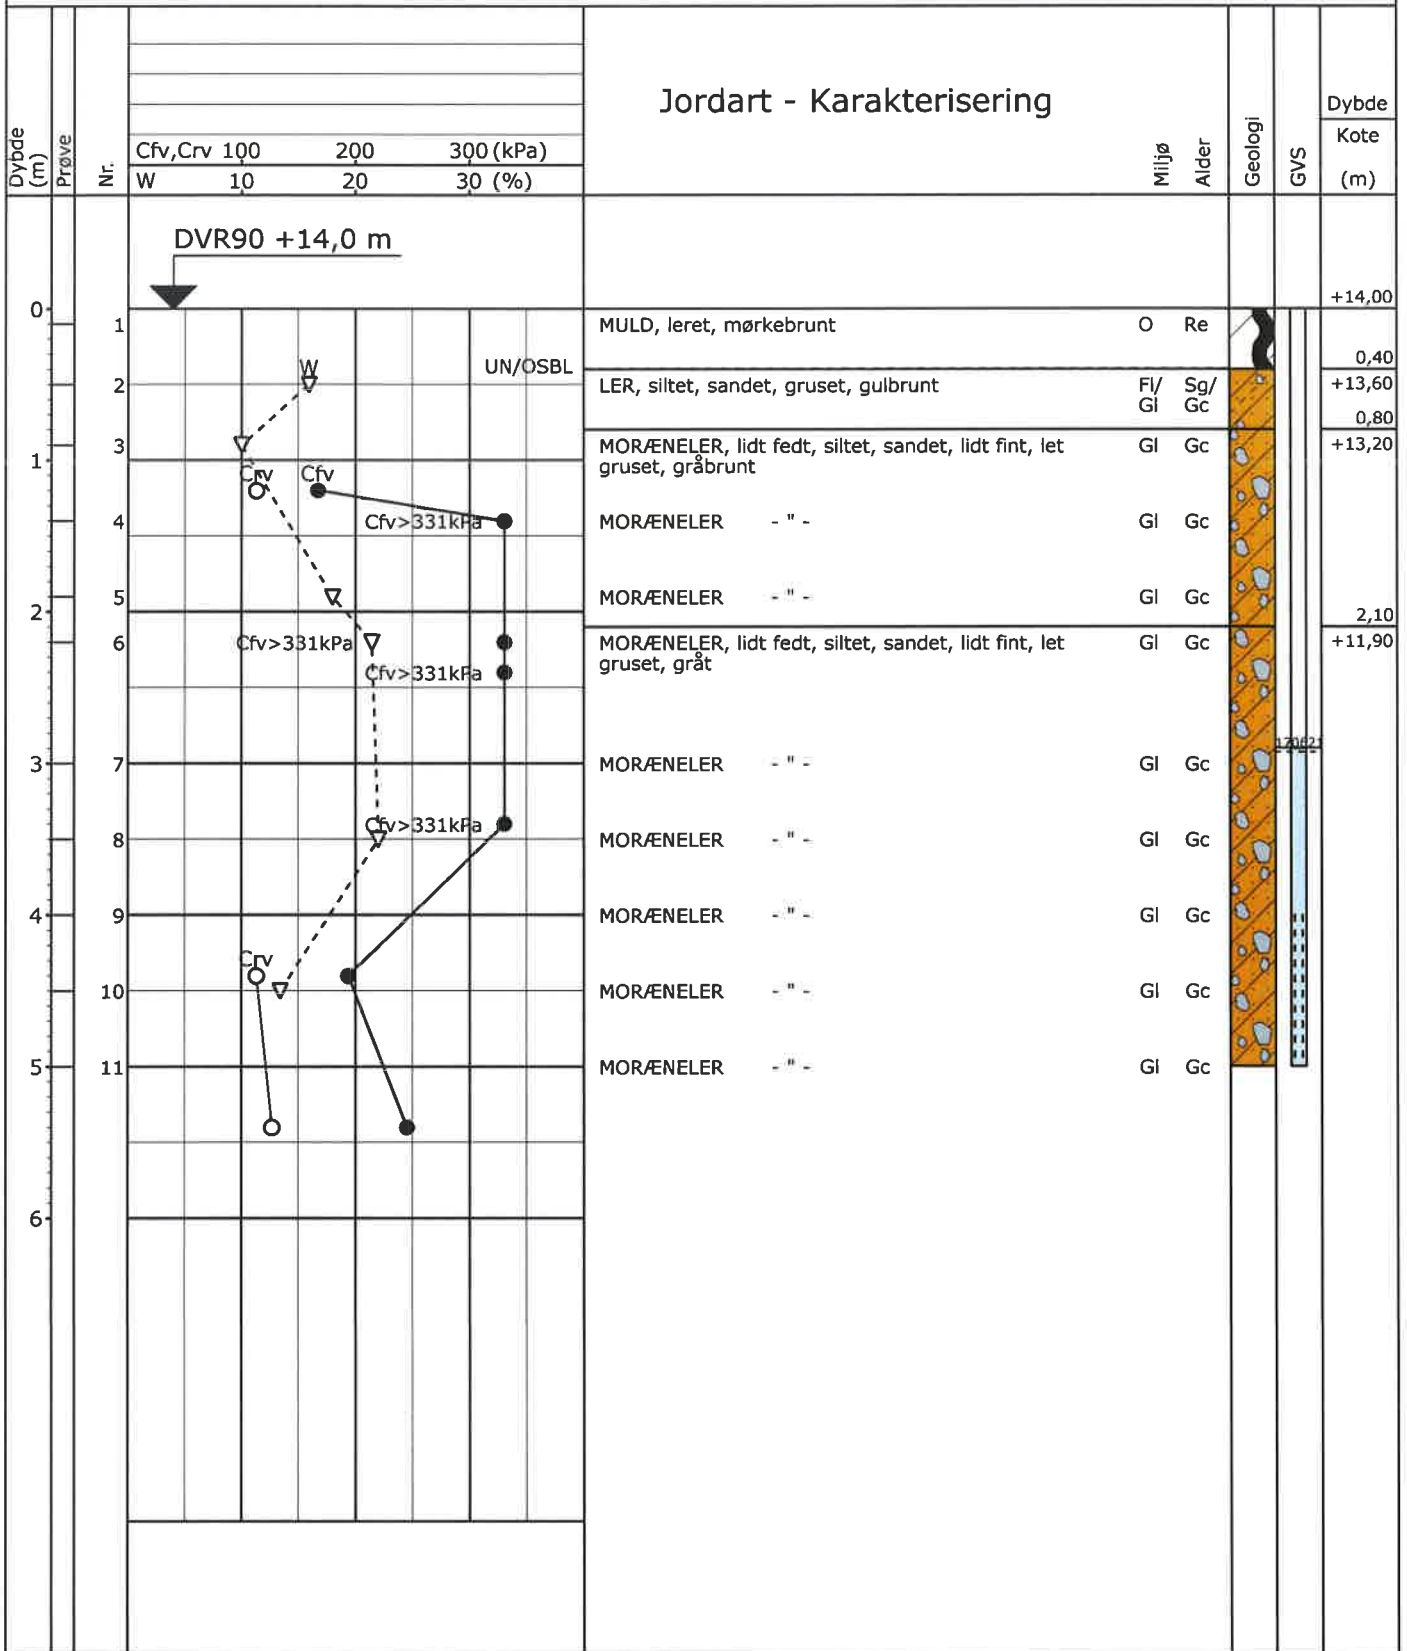 Jordart - Karakterisering
Dybde (m)
Prøve
Nr.
Cfv,Crv 100 200 300 (kPa)
W 10 20 30 (%)
Miljø
Alder
Geologi
GVS
Dybde
Kote
(m)
DVR90 +14,0 m
+14,00
0
1 MULD, leret, mørkebrunt O Re
W
UN/OSBL
0,40
2 LER, siltet, sandet, gruset, gulbrunt Fl/ Sg/ +13,60
Gl Gc
0,80
3 MORÆNELER, lidt fedt, siltet, sandet, lidt fint, let Gl Gc +13,20
gruset, gråbrunt
1
Crv Cfv
4 Cfv>331kPa MORÆNELER - " - Gl Gc
5 MORÆNELER - " - Gl Gc
2
2,10
6 Cfv>331kPa MORÆNELER, lidt fedt, siltet, sandet, lidt fint, let Gl Gc +11,90
gruset, gråt
Cfv>331kPa
170621
3 7 MORÆNELER - " - Gl Gc
Cfv>331kPa
8 MORÆNELER - " - Gl Gc
4 9 MORÆNELER - " - Gl Gc
Crv
10 MORÆNELER - " - Gl Gc
5 11 MORÆNELER - " - Gl Gc
6